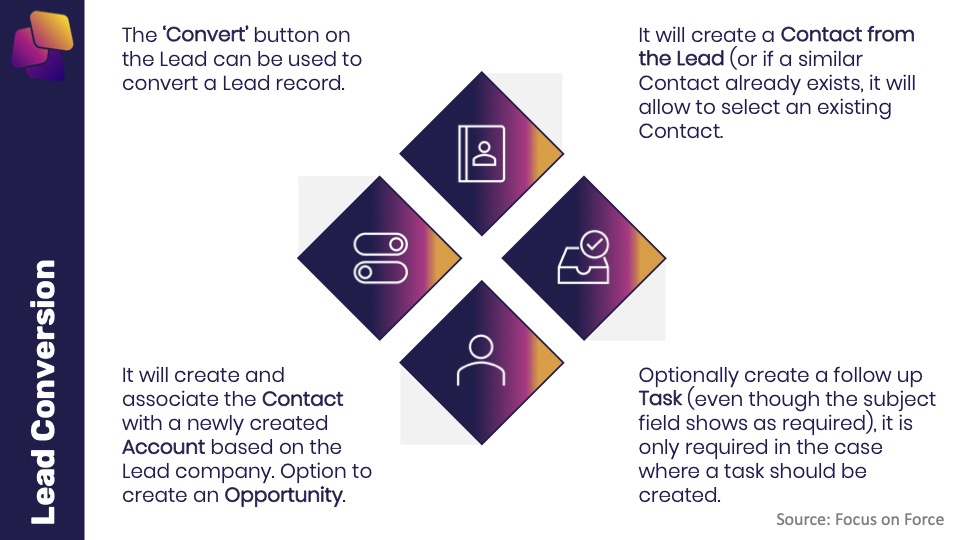 Lead Conversion
The ‘Convert’ button on
the Lead can be used to
convert a Lead record.
It will create a Contact from
the Lead (or if a similar
Contact already exists, it will
allow to select an existing
Contact.
It will create and
associate the Contact
with a newly created
Account based on the
Lead company. Option to
create an Opportunity.
Optionally create a follow up
Task (even though the subject
field shows as required), it is
only required in the case
where a task should be
created.
Source: Focus on Force